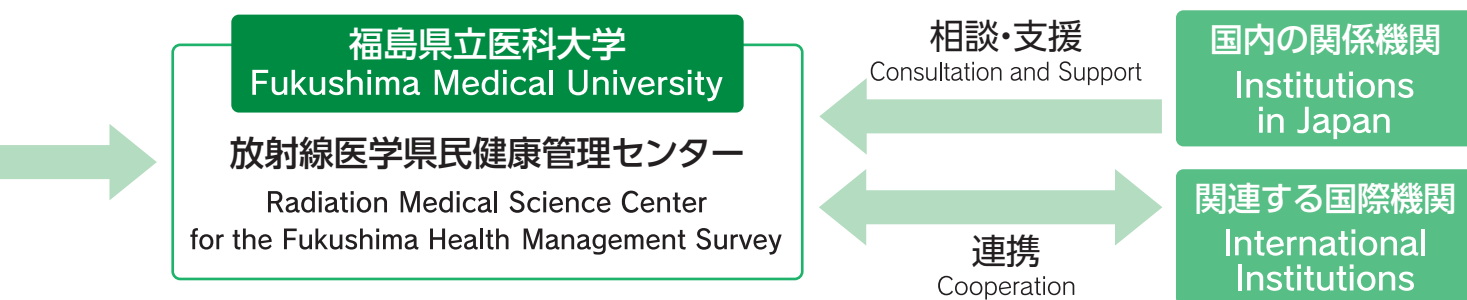 福島県立医科大学
Fukushima Medical University
放射線医学県民健康管理センター
Radiation Medical Science Center
for the Fukushima Health Management Survey
相談・支援
Consultation and Support
国内の関係機関
Institutions
in Japan
連携
Cooperation
関連する国際機関
International
Institutions